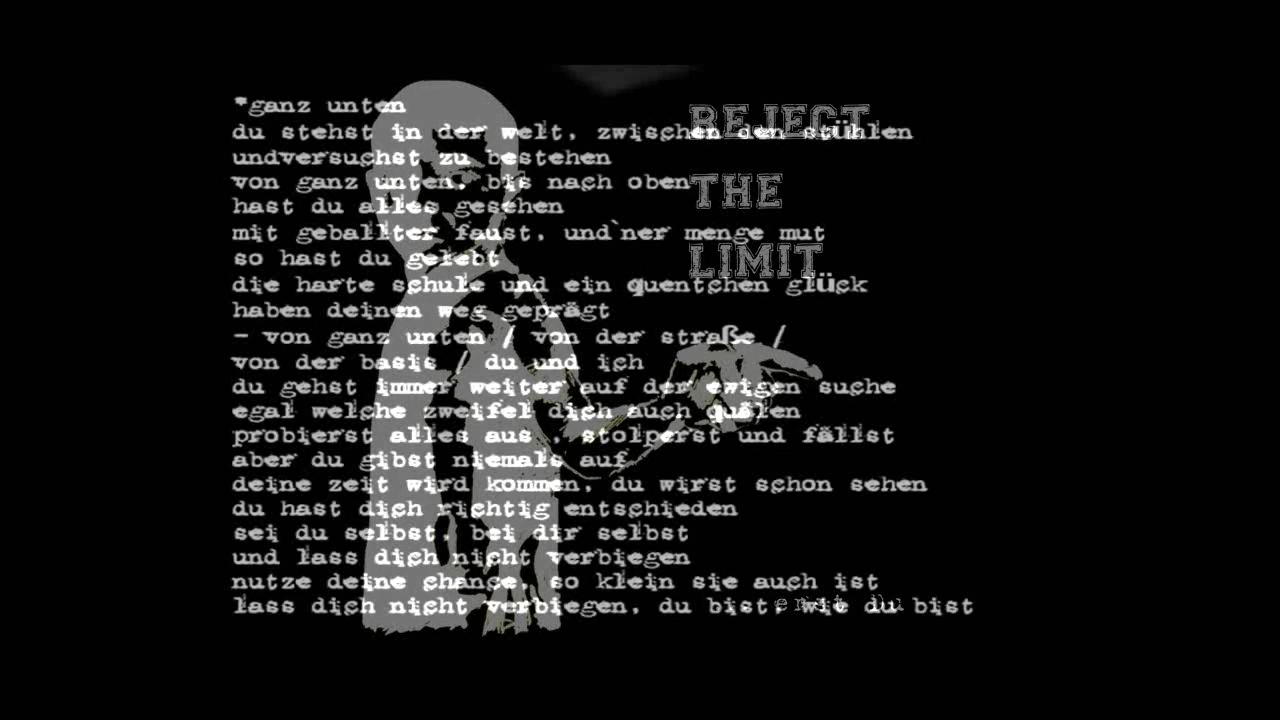 *ganz unten
REJECT
du stehst in der welt, zwischen den stühlen
undversuchst zu bestehen
von ganz unten, bis nach oben
THE
hast du alles gesehen
mit geballter faust, und`ner menge mut
so hast du gelebt
LIMIT
die harte schule und ein quentchen glück
haben deinen weg geprägt
- von ganz unten / von der straße /
von der basis / du und ich
du gehst immer weiter auf der ewigen suche
egal welche zweifel dich auch quälen
probierst alles aus , stolperst und fällst
aber du gibst niemals auf
deine zeit wird kommen, du wirst schon sehen
du hast dich richtig entschieden
sei du selbst, bei dir selbst
und lass dich nicht verbiegen
nutze deine chance, so klein sie auch ist
lass dich nicht verbiegen, du bist, wie du bist